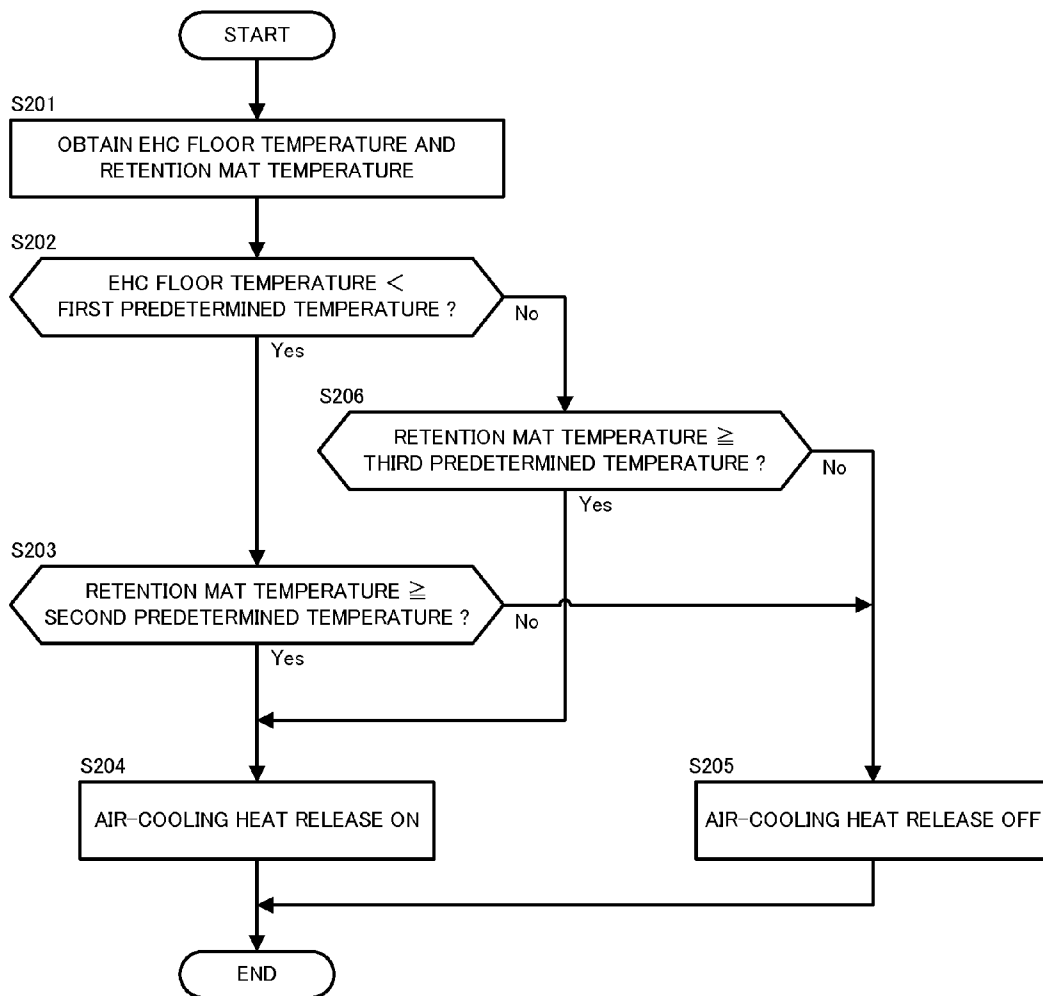 START
S201
OBTAIN EHC FLOOR TEMPERATURE AND
RETENTION MAT TEMPERATURE
S202
EHC FLOOR TEMPERATURE <
FIRST PREDETERMINED TEMPERATURE ?
No
Yes
S206
RETENTION MAT TEMPERATURE ≧
THIRD PREDETERMINED TEMPERATURE ?
No
Yes
S203
RETENTION MAT TEMPERATURE ≧
SECOND PREDETERMINED TEMPERATURE ?
No
Yes
S204
AIR-COOLING HEAT RELEASE ON
S205
AIR-COOLING HEAT RELEASE OFF
END